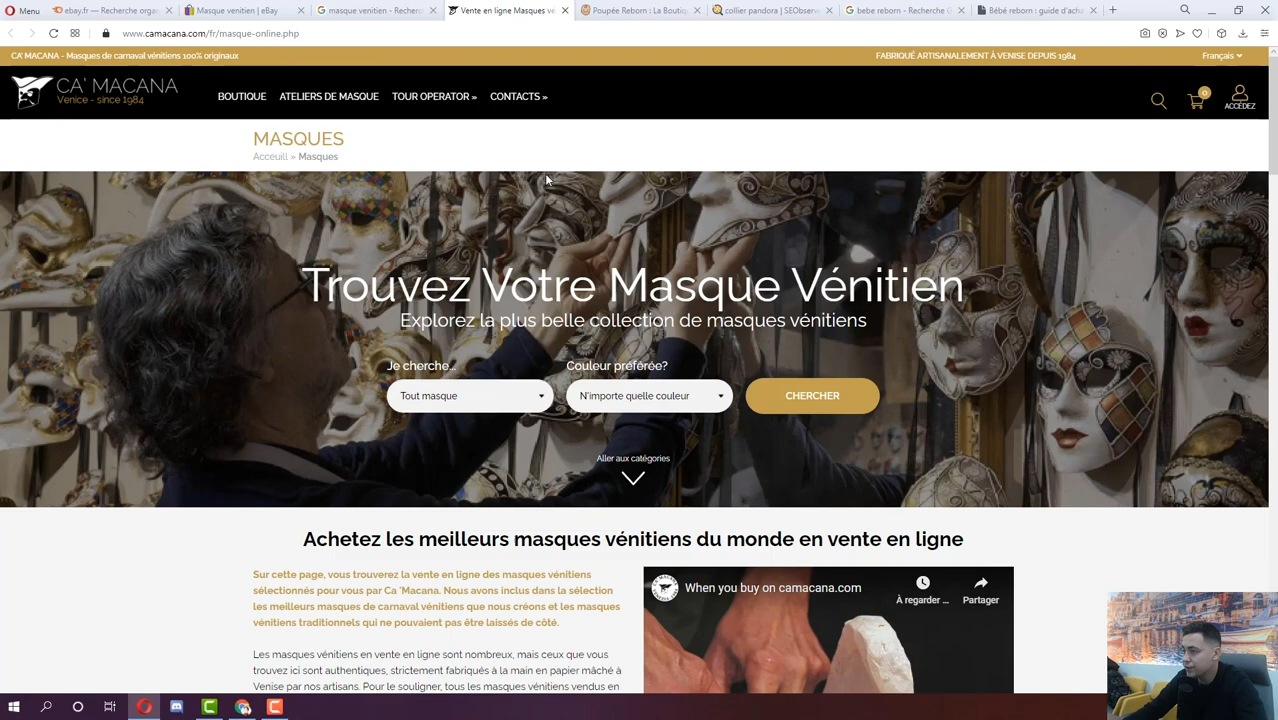 Menu
ebay.fr — Recherche organ
Masque vénitien | eBay
masque venitien - Recherc
Vente en ligne Masques vé
Poupée Reborn : La Boutiq
collier pandora | SEObserve
bebe reborn - Recherche G
Bébé reborn : guide d'acha
www.camacana.com/fr/masque-online.php
CA' MACANA - Masques de carnaval vénitiens 100% originaux
FABRIQUÉ ARTISANALEMENT À VENISE DEPUIS 1984
Français
CA' MACANA
Venice - since 1984
BOUTIQUE
ATELIERS DE MASQUE
TOUR OPERATOR »
CONTACTS »
0
ACCÉDEZ
MASQUES
Acceuill » Masques
Trouvez Votre Masque Vénitien
Explorez la plus belle collection de masques vénitiens
Je cherche...
Couleur préférée?
Tout masque
N'importe quelle couleur
CHERCHER
Aller aux catégories
Achetez les meilleurs masques vénitiens du monde en vente en ligne
Sur cette page, vous trouverez la vente en ligne des masques vénitiens
sélectionnés pour vous par Ca 'Macana. Nous avons inclus dans la sélection
les meilleurs masques de carnaval vénitiens que nous créons et les masques
vénitiens traditionnels qui ne pouvaient pas être laissés de côté.
Les masques vénitiens en vente en ligne sont nombreux, mais ceux que vous
trouvez ici sont authentiques, strictement fabriqués à la main en papier mâché à
Venise par nos artisans. Pour le souligner, tous les masques vénitiens vendus en
When you buy on camacana.com
À regarder ...
Partager